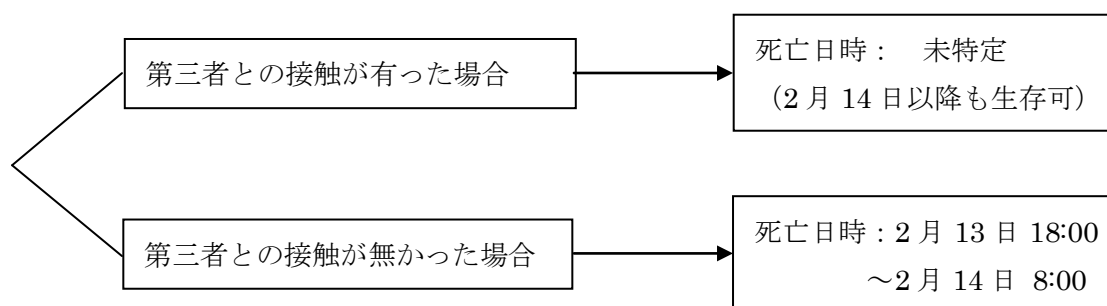 第三者との接触が有った場合
死亡日時： 未特定
（2 月 14 日以降も生存可）
第三者との接触が無かった場合
死亡日時：2 月 13 日 18:00
～2 月 14 日 8:00